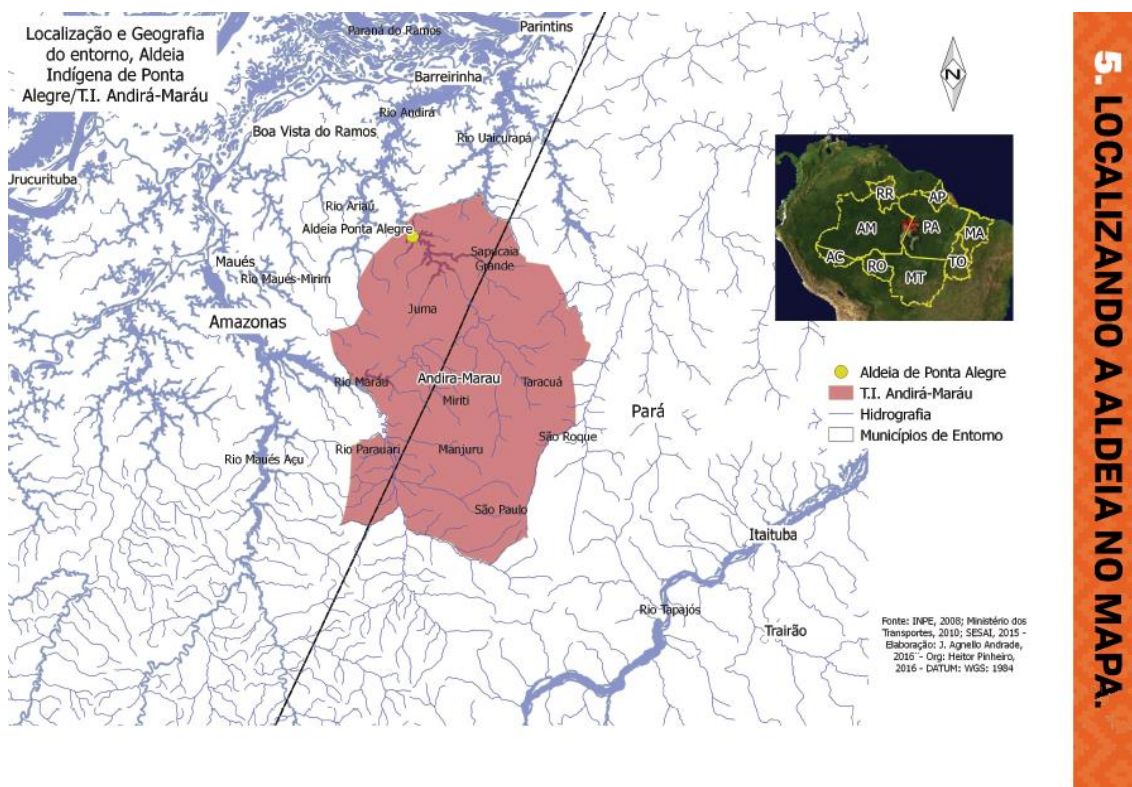 Localização e Geografia
do entorno, Aldeia
Indígena de Ponta
Alegre/T.I. Andirá-Maráu
Paraná do Ramos
Parintins
Barreirinha
Rio Andirá
Boa Vista do Ramos
Rio Uaicurapá
Urucurituba
Rio Ariaú
Aldeia Ponta Alegre
Sapucaia
Grande
Maués
Rio Maués-Mirim
Juma
Amazonas
Rio Maráu
Andira-Marau
Taracuá
Miriti
Pará
São Roque
Rio Parauari
Manjuru
Rio Maués Açu
São Paulo
Itaituba
Rio Tapajós
Trairão
N
RR
AP
AM
PA
MA
AC
RO
MT
TO
Aldeia de Ponta Alegre
T.I. Andirá-Maráu
Hidrografia
Municípios de Entorno
Fonte: INPE, 2008; Ministério dos
Transportes, 2010; SESAI, 2015 -
Elaboração: J. Agnello Andrade,
2016 - Org: Heitor Pinheiro,
2016 - DATUM: WGS: 1984
5. LOCALIZANDO A ALDEIA NO MAPA.